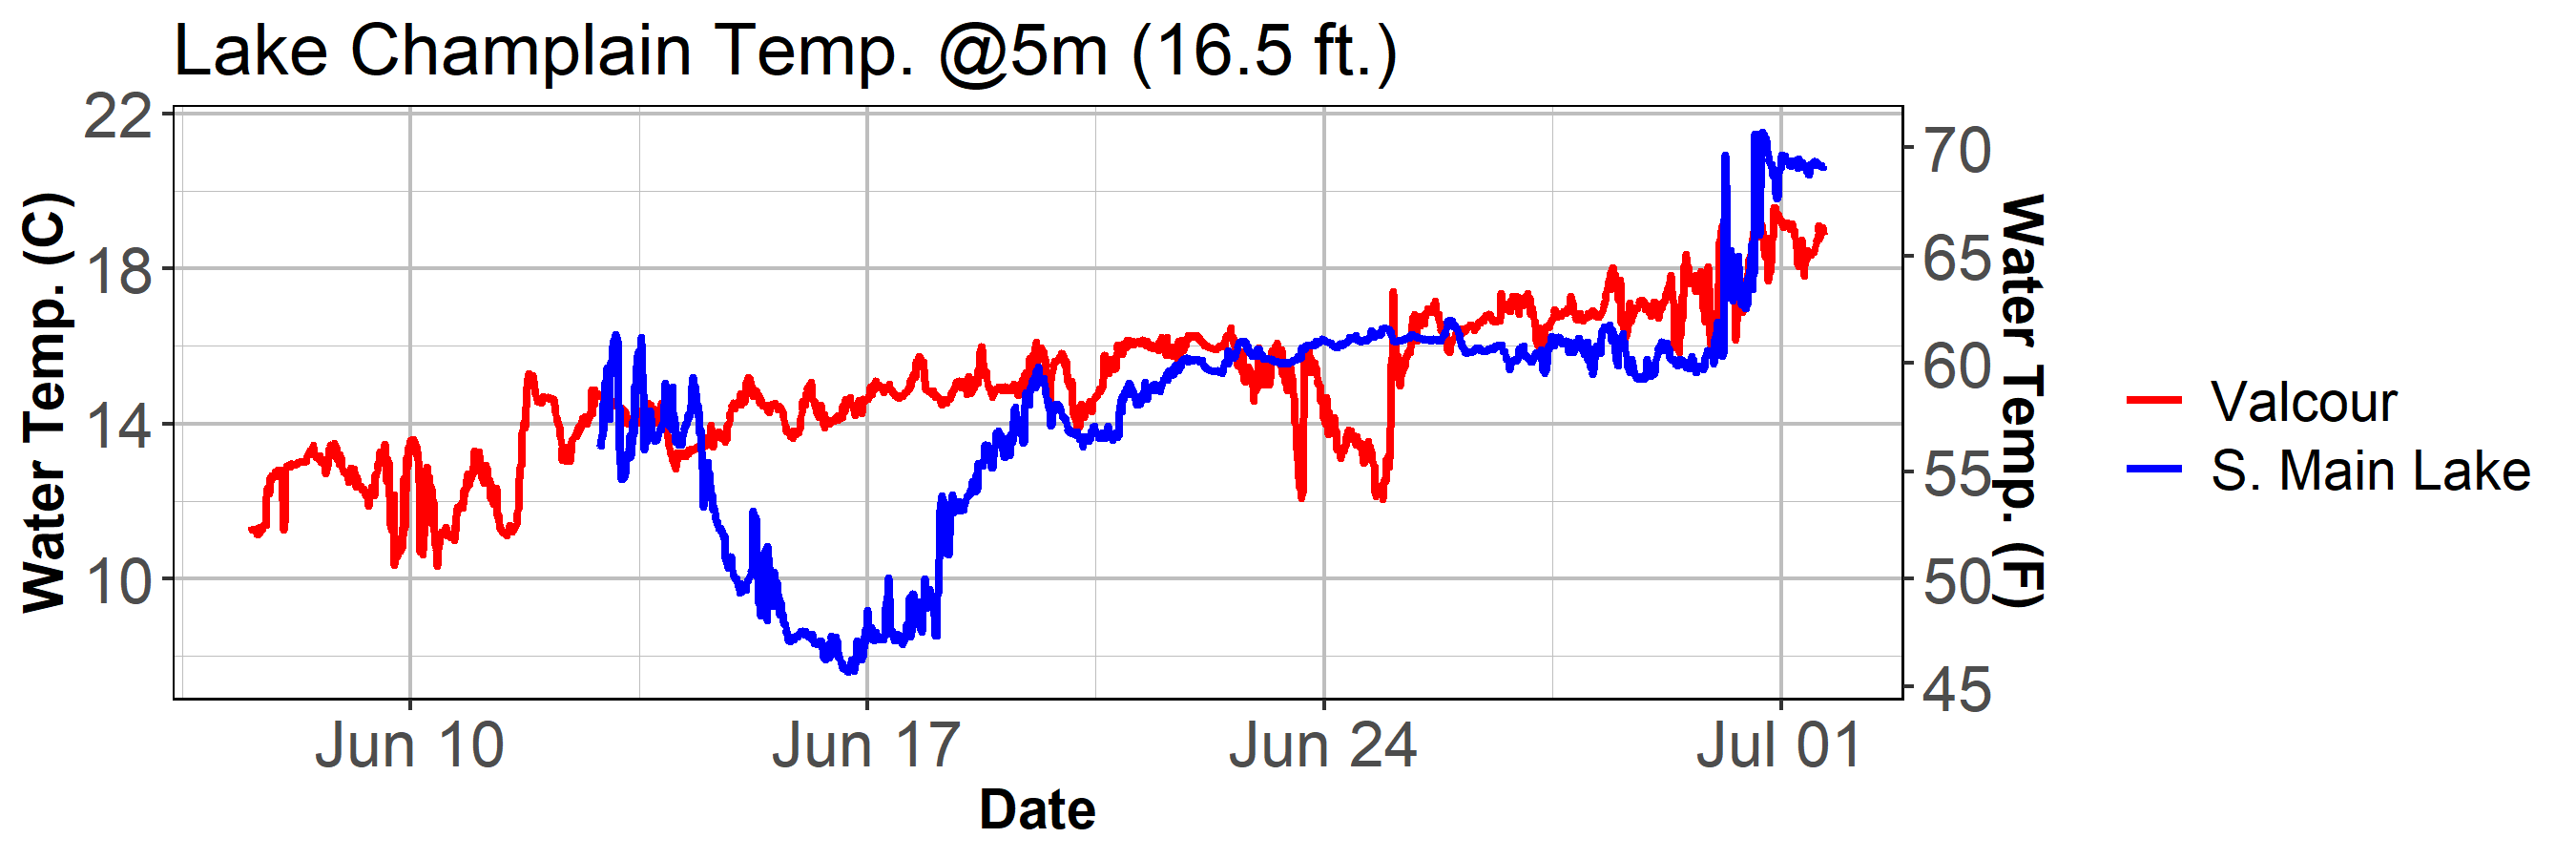 Lake Champlain Temp. @5m (16.5 ft.)
Water Temp. (C)
22
18
14
10
70
65
60
55
50
45
Water Temp. (F)
Jun 10
Jun 17
Jun 24
Jul 01
Date
Valcour
S. Main Lake